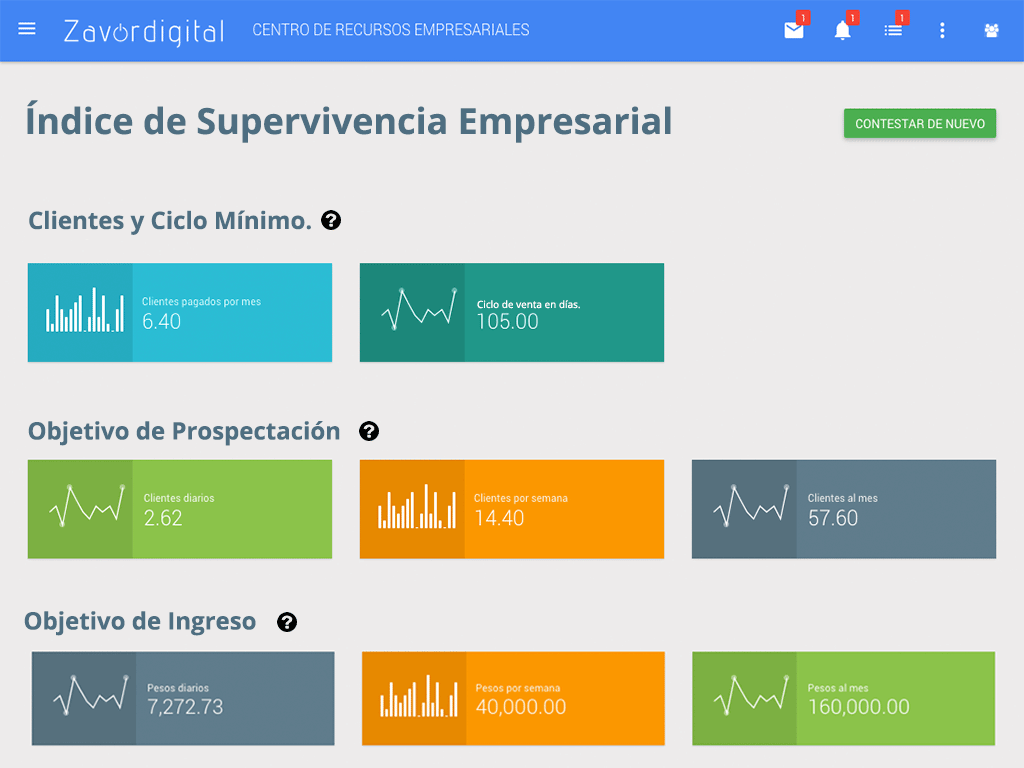 Zavordigital CENTRO DE RECURSOS EMPRESARIALES 1 1 1
Índice de Supervivencia Empresarial
CONTESTAR DE NUEVO
Clientes y Ciclo Mínimo. ?
Clientes pagados por mes
6.40
Ciclo de venta en días.
105.00
Objetivo de Prospectación ?
Clientes diarios
2.62
Clientes por semana
14.40
Clientes al mes
57.60
Objetivo de Ingreso ?
Pesos diarios
7,272.73
Pesos por semana
40,000.00
Pesos al mes
160,000.00